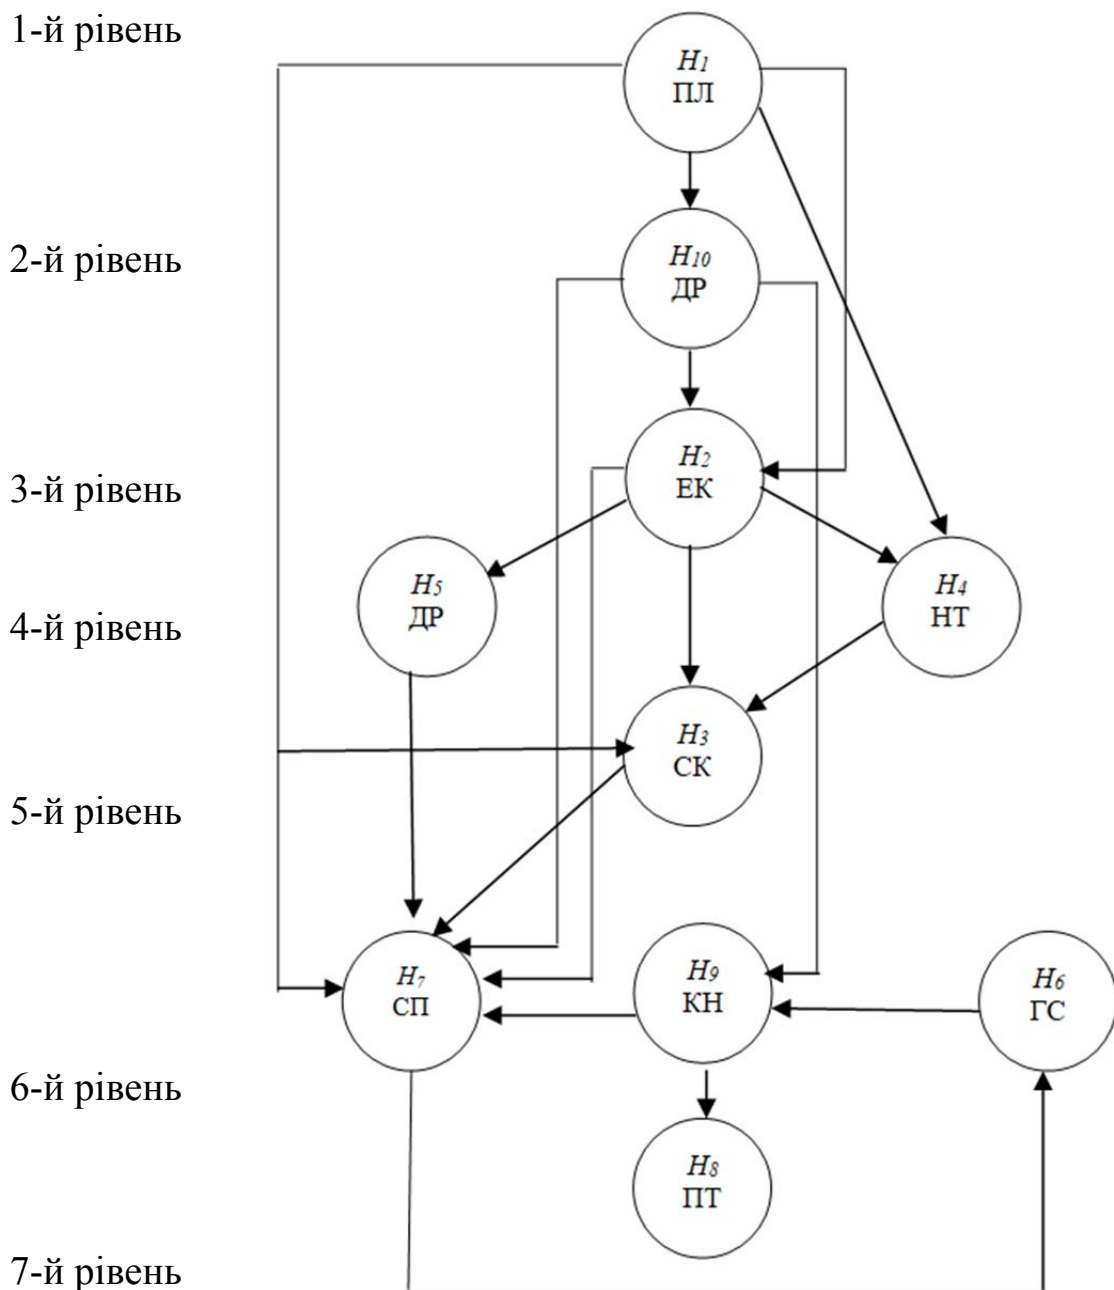 1-й рівень
H1
ПЛ
2-й рівень
H10
ДР
3-й рівень
H2
ЕК
H5
ДР
H4
НТ
4-й рівень
H3
СК
5-й рівень
H7
СП
H9
КН
H6
ГС
6-й рівень
H8
ПТ
7-й рівень